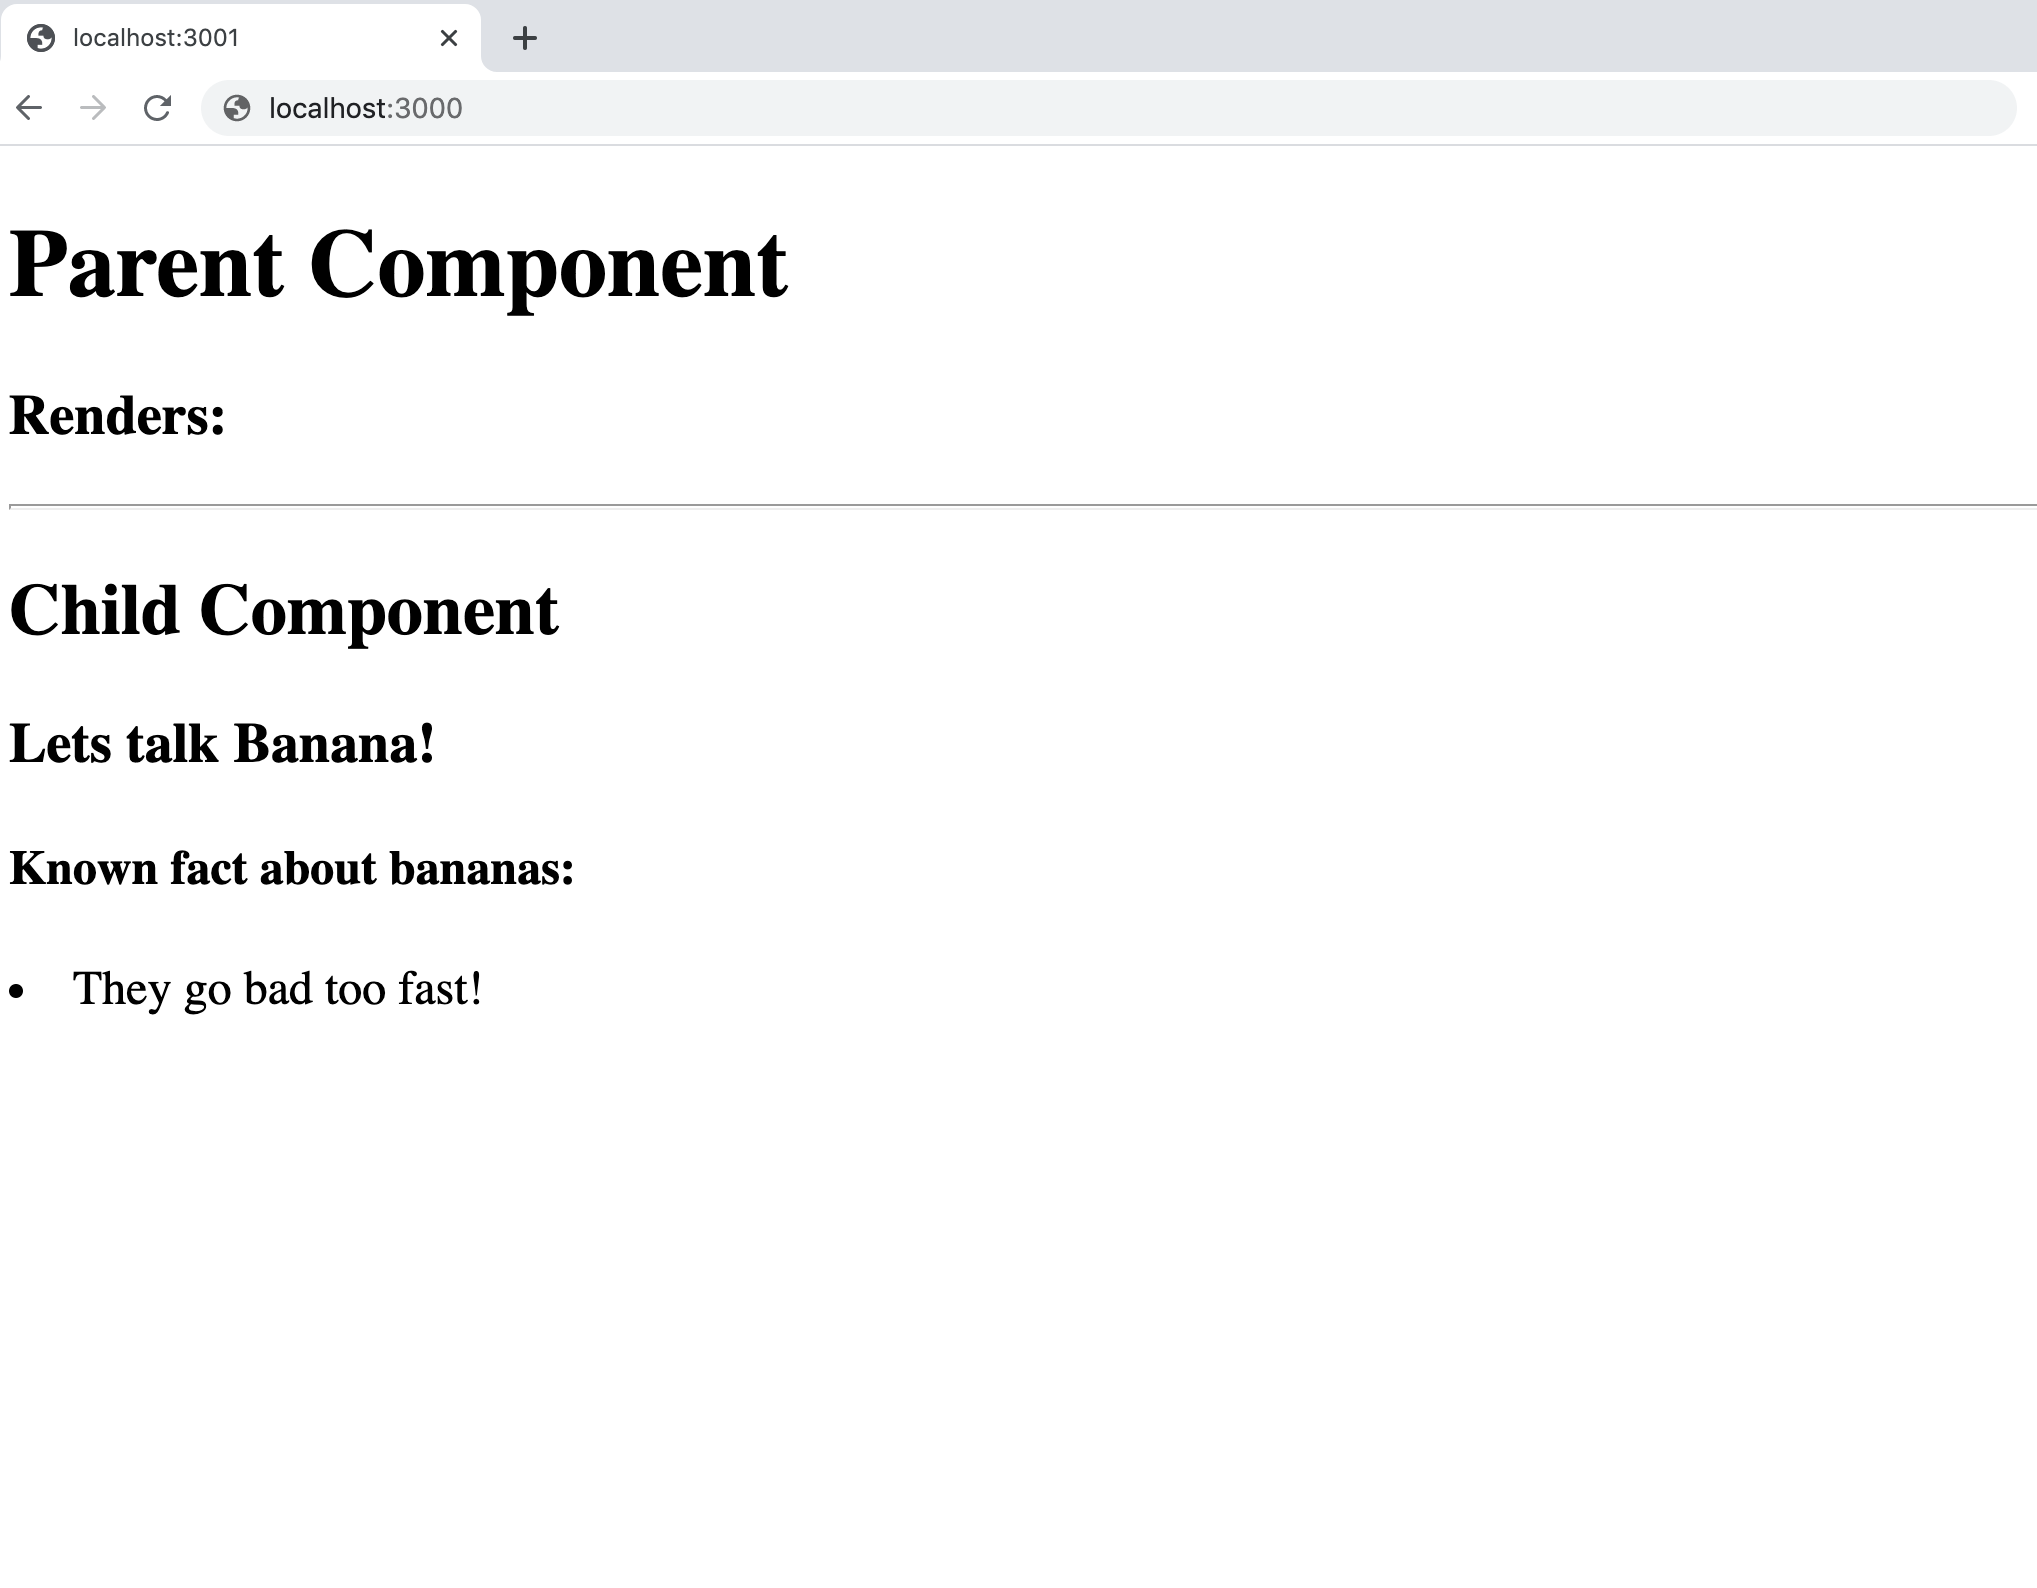 localhost:3001
localhost:3000
Parent Component
Renders:
Child Component
Lets talk Banana!
Known fact about bananas:
• They go bad too fast!